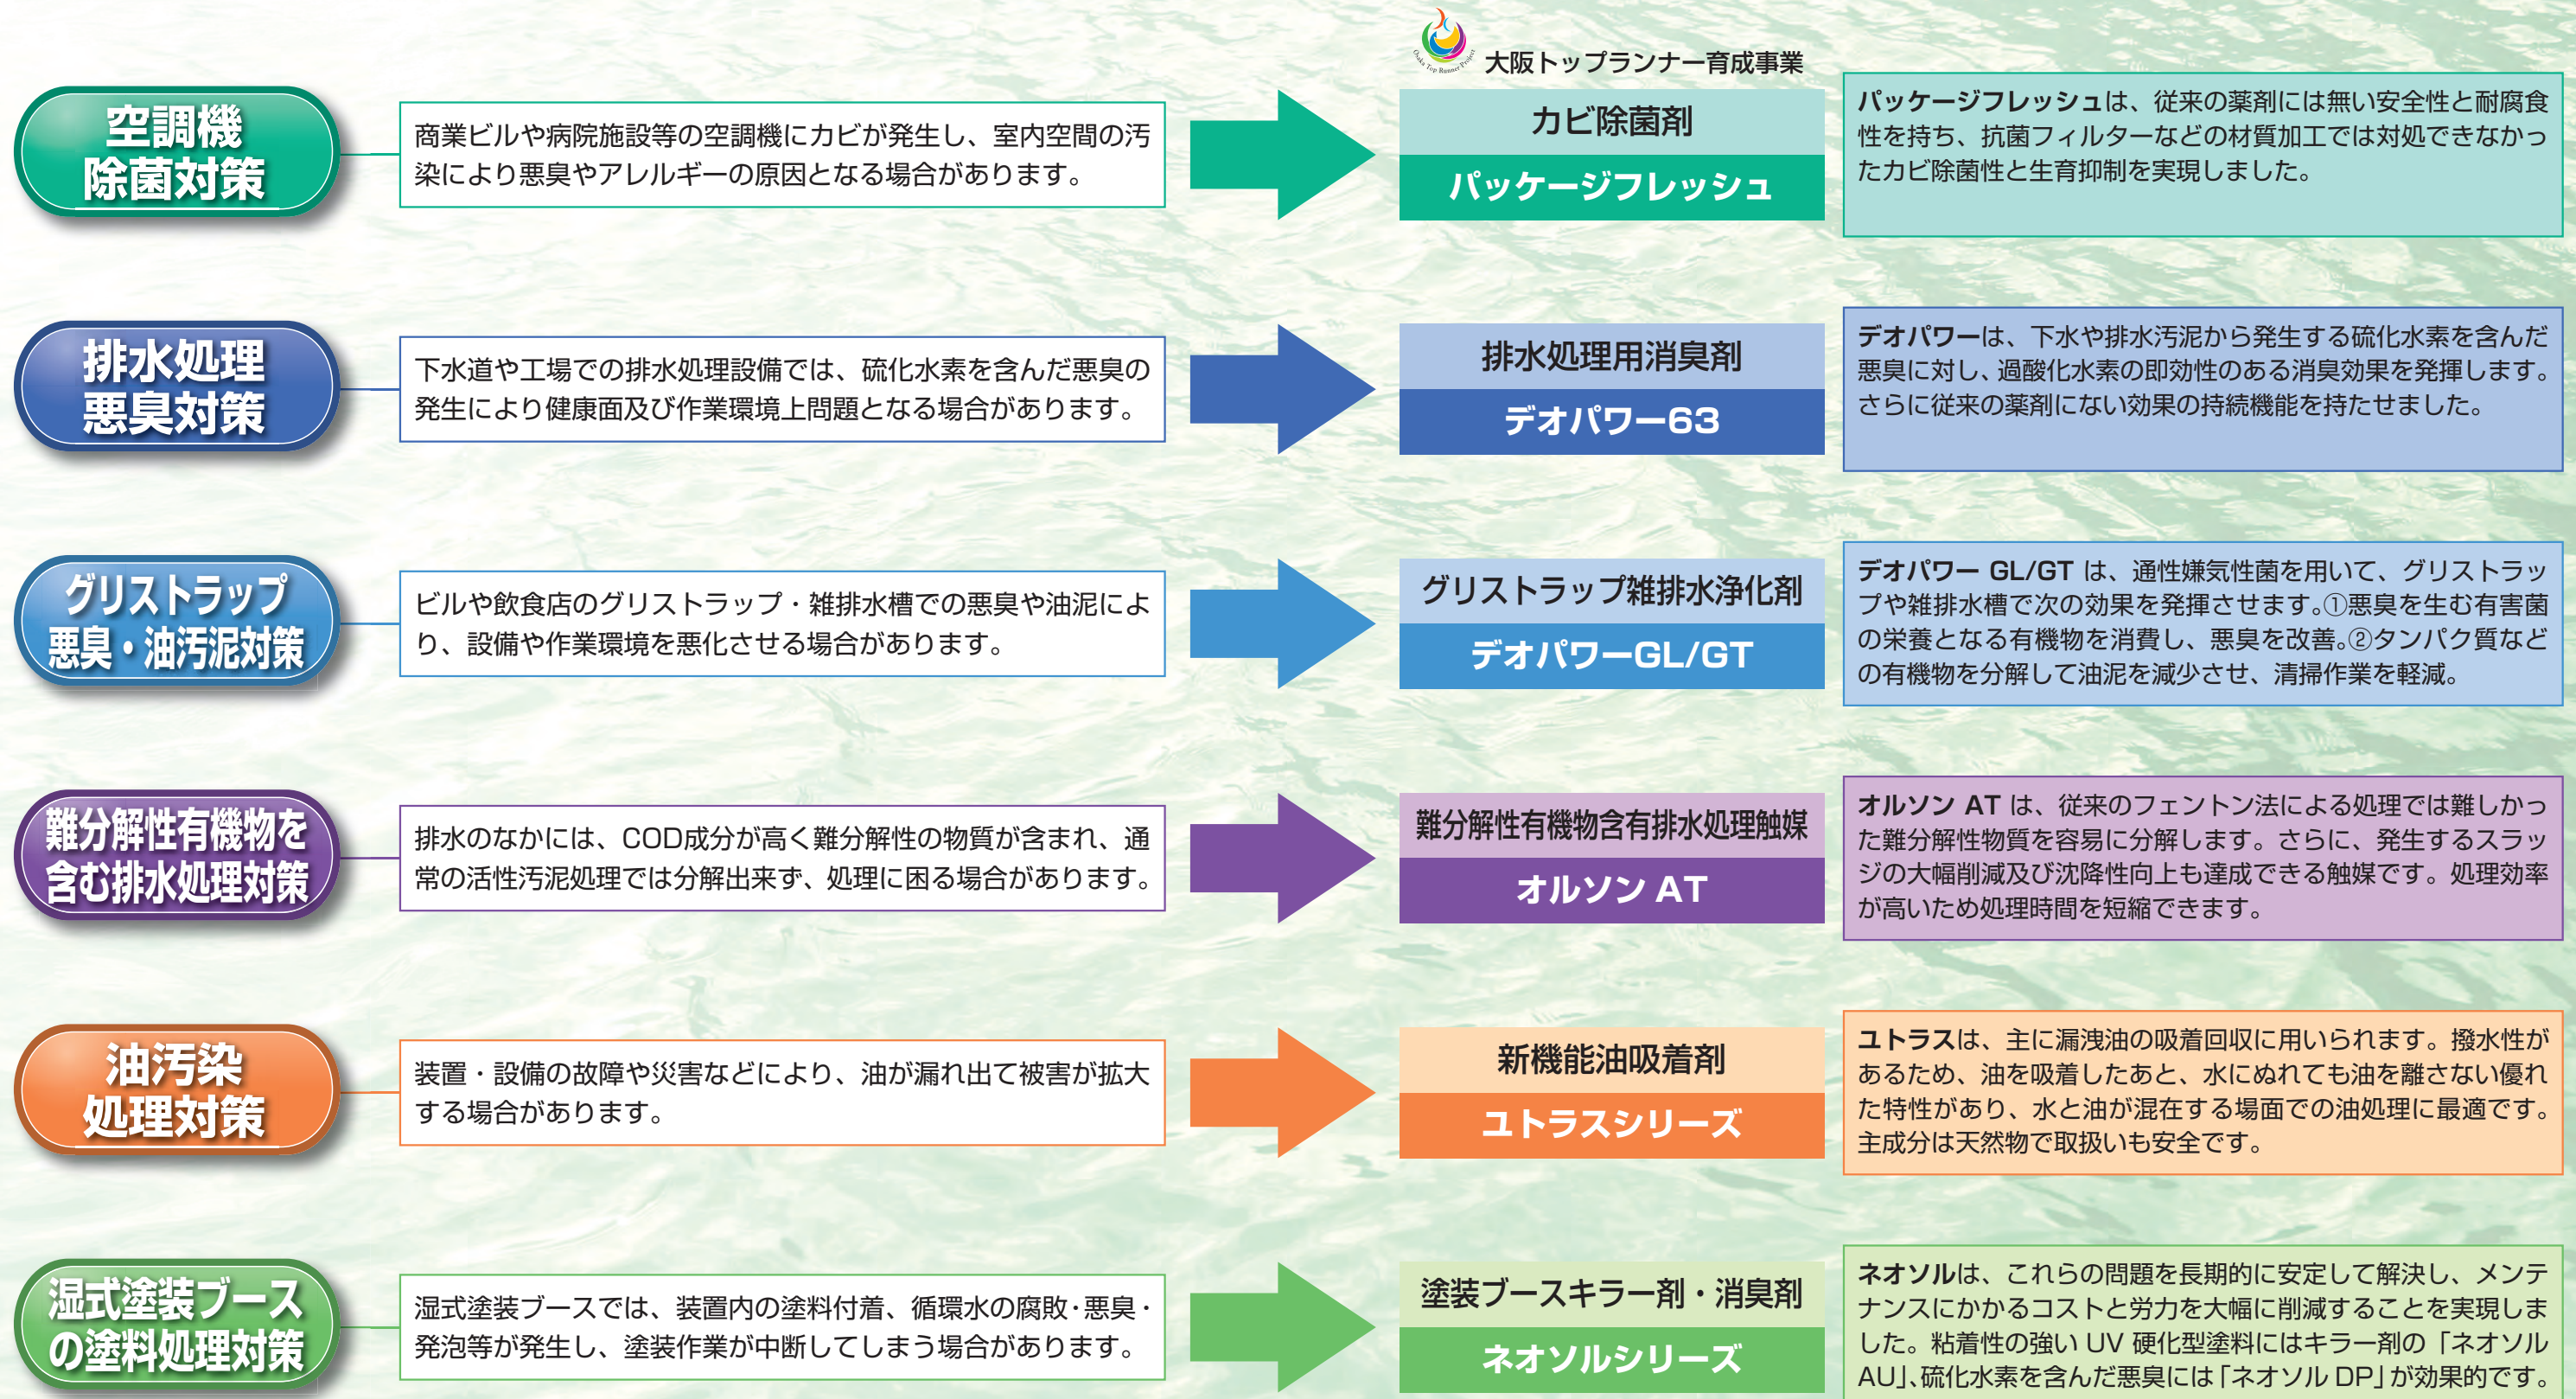 Osaka Top Runner Project
大阪トップランナー育成事業
空調機
除菌対策
商業ビルや病院施設等の空調機にカビが発生し、室内空間の汚
染により悪臭やアレルギーの原因となる場合があります。
カビ除菌剤
パッケージフレッシュ
パッケージフレッシュは、従来の薬剤には無い安全性と耐腐食
性を持ち、抗菌フィルターなどの材質加工では対処できなかっ
たカビ除菌性と生育抑制を実現しました。
排水処理
悪臭対策
下水道や工場での排水処理設備では、硫化水素を含んだ悪臭の
発生により健康面及び作業環境上問題となる場合があります。
排水処理用消臭剤
デオパワー63
デオパワーは、下水や排水汚泥から発生する硫化水素を含んだ
悪臭に対し、過酸化水素の即効性のある消臭効果を発揮します。
さらに従来の薬剤にない効果の持続機能を持たせました。
グリストラップ
悪臭・油汚泥対策
ビルや飲食店のグリストラップ・雑排水槽での悪臭や油泥によ
り、設備や作業環境を悪化させる場合があります。
グリストラップ雑排水浄化剤
デオパワーGL/GT
デオパワー GL/GT は、通性嫌気性菌を用いて、グリストラッ
プや雑排水槽で次の効果を発揮させます。①悪臭を生む有害菌
の栄養となる有機物を消費し、悪臭を改善。②タンパク質など
の有機物を分解して油泥を減少させ、清掃作業を軽減。
難分解性有機物を
含む排水処理対策
排水のなかには、COD成分が高く難分解性の物質が含まれ、通
常の活性汚泥処理では分解出来ず、処理に困る場合があります。
難分解性有機物含有排水処理触媒
オルソン AT
オルソン AT は、従来のフェントン法による処理では難しかっ
た難分解性物質を容易に分解します。さらに、発生するスラッ
ジの大幅削減及び沈降性向上も達成できる触媒です。処理効率
が高いため処理時間を短縮できます。
油汚染
処理対策
装置・設備の故障や災害などにより、油が漏れ出て被害が拡大
する場合があります。
新機能油吸着剤
ユトラスシリーズ
ユトラスは、主に漏洩油の吸着回収に用いられます。撥水性が
あるため、油を吸着したあと、水にぬれても油を離さない優れ
た特性があり、水と油が混在する場面での油処理に最適です。
主成分は天然物で取扱いも安全です。
湿式塗装ブース
の塗料処理対策
湿式塗装ブースでは、装置内の塗料付着、循環水の腐敗・悪臭・
発泡等が発生し、塗装作業が中断してしまう場合があります。
塗装ブースキラー剤・消臭剤
ネオソルシリーズ
ネオソルは、これらの問題を長期的に安定して解決し、メンテ
ナンスにかかるコストと労力を大幅に削減することを実現しま
した。粘着性の強い UV 硬化型塗料にはキラー剤の「ネオソル
AU」、硫化水素を含んだ悪臭には「ネオソル DP」が効果的です。